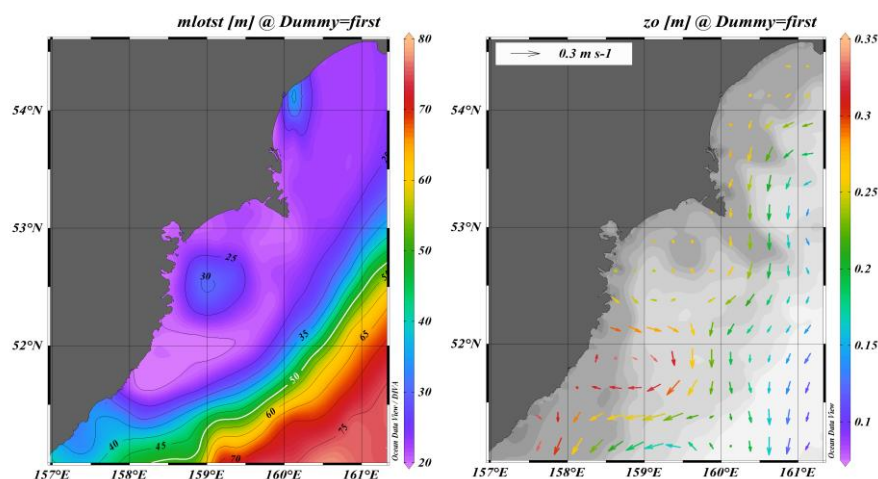 mlotst [m] @ Dummy=first
80
70
60
50
40
30
20
54°N
53°N
52°N
157°E
158°E
159°E
160°E
161°E
25
30
35
65
50
60
40
45
75
70
Ocean Data View / DIVA
zo [m] @ Dummy=first
0.3 m s-1
0.35
0.3
0.25
0.2
0.15
0.1
54°N
53°N
52°N
157°E
158°E
159°E
160°E
161°E
Ocean Data View